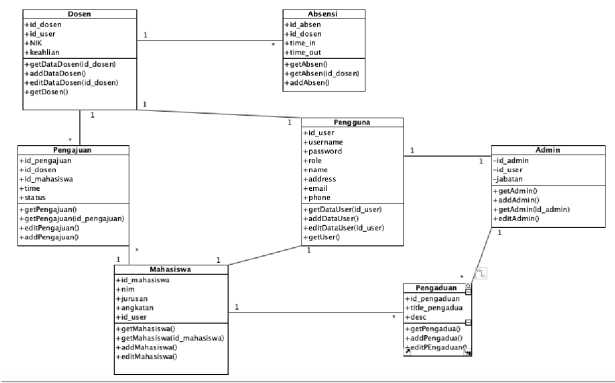 Dosen
+id_dosen
+id_user
+NIK
+keahlian
+getDataDosen(id_dosen)
+addDataDosen()
+editDataDosen(id_dosen)
+getDosen()
Absensi
+id_absen
+id_dosen
+time_in
+time_out
+getAbsen()
+getAbsen(id_dosen)
+addAbsen()
1
*
1
1
1
*
Pengguna
+id_user
+username
+password
+role
+name
+address
+email
+phone
+getDataUser(id_user)
+addDataUser()
+editDataUser(id_user)
+getUser()
Pengajuan
+id_pengajuan
+id_dosen
+id_mahasiswa
+time
+status
+getPengajuan()
+getPengajuan(id_pengajuan)
+editPengajuan()
+addPengajuan()
1
1
Admin
-id_admin
-id_user
-jabatan
+getAdmin()
+addAdmin()
+getAdmin(id_admin)
+editAdmin()
1
*
*
1
1
1
Mahasiswa
+id_mahasiswa
+nim
+jurusan
+angkatan
+id_user
+getMahasiswa()
+getMahasiswa(id_mahasiswa)
+addMahasiswa()
+editMahasiswa()
1
*
Pengaduan
+id_pengaduan
+title_pengadua
+desc
+getPengadua()
+addPengadua()
+editPEngaduan()